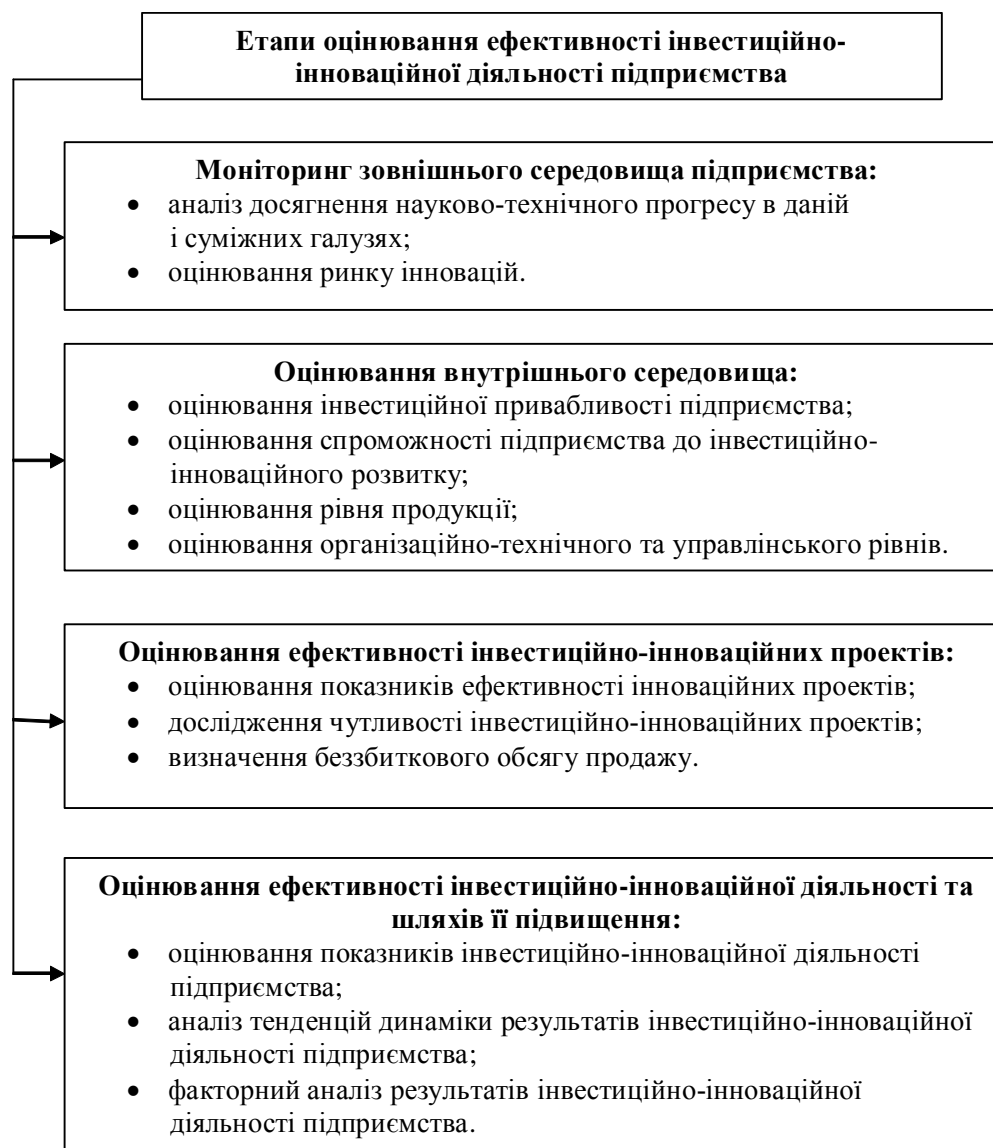 Етапи оцінювання ефективності інвестиційно-
інноваційної діяльності підприємства
Моніторинг зовнішнього середовища підприємства:
• аналіз досягнення науково-технічного прогресу в даній
і суміжних галузях;
• оцінювання ринку інновацій.
Оцінювання внутрішнього середовища:
• оцінювання інвестиційної привабливості підприємства;
• оцінювання спроможності підприємства до інвестиційно-
інноваційного розвитку;
• оцінювання рівня продукції;
• оцінювання організаційно-технічного та управлінського рівнів.
Оцінювання ефективності інвестиційно-інноваційних проектів:
• оцінювання показників ефективності інноваційних проектів;
• дослідження чутливості інвестиційно-інноваційних проектів;
• визначення беззбиткового обсягу продажу.
Оцінювання ефективності інвестиційно-інноваційної діяльності та
шляхів її підвищення:
• оцінювання показників інвестиційно-інноваційної діяльності
підприємства;
• аналіз тенденцій динаміки результатів інвестиційно-інноваційної
діяльності підприємства;
• факторний аналіз результатів інвестиційно-інноваційної
діяльності підприємства.